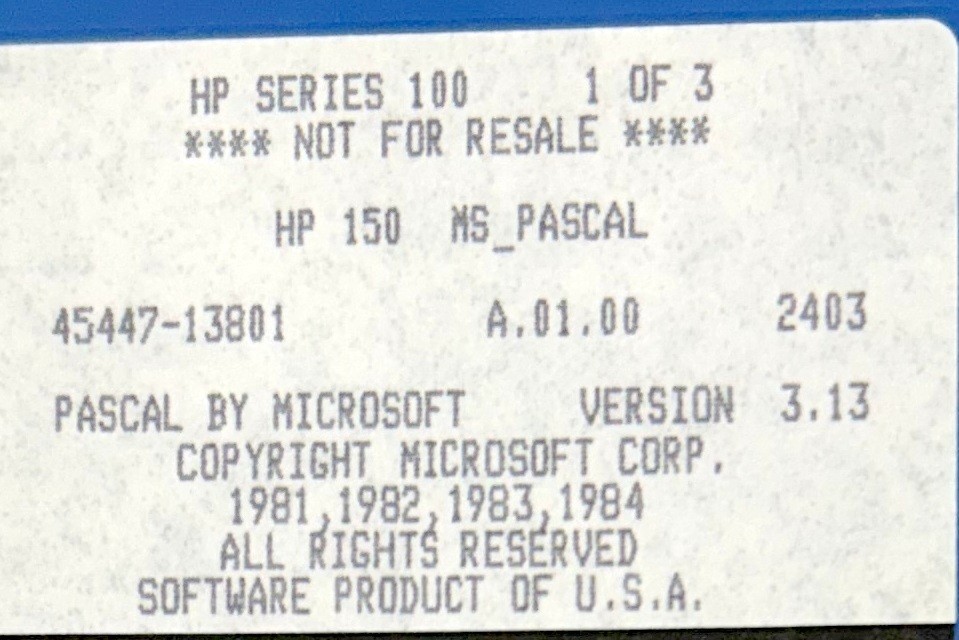 HP SERIES 100 1 OF 3
**** NOT FOR RESALE ****
HP 150 MS_PASCAL
45447-13801 A.01.00 2403
PASCAL BY MICROSOFT VERSION 3.13
COPYRIGHT MICROSOFT CORP.
1981,1982,1983,1984
ALL RIGHTS RESERVED
SOFTWARE PRODUCT OF U.S.A.